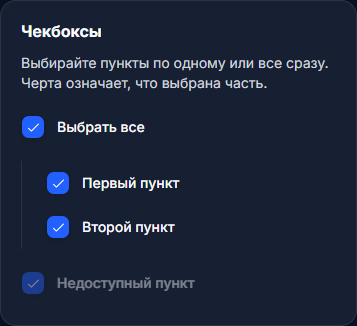 Чекбоксы
Выбирайте пункты по одному или все сразу.
Черта означает, что выбрана часть.
Выбрать все
Первый пункт
Второй пункт
Недоступный пункт